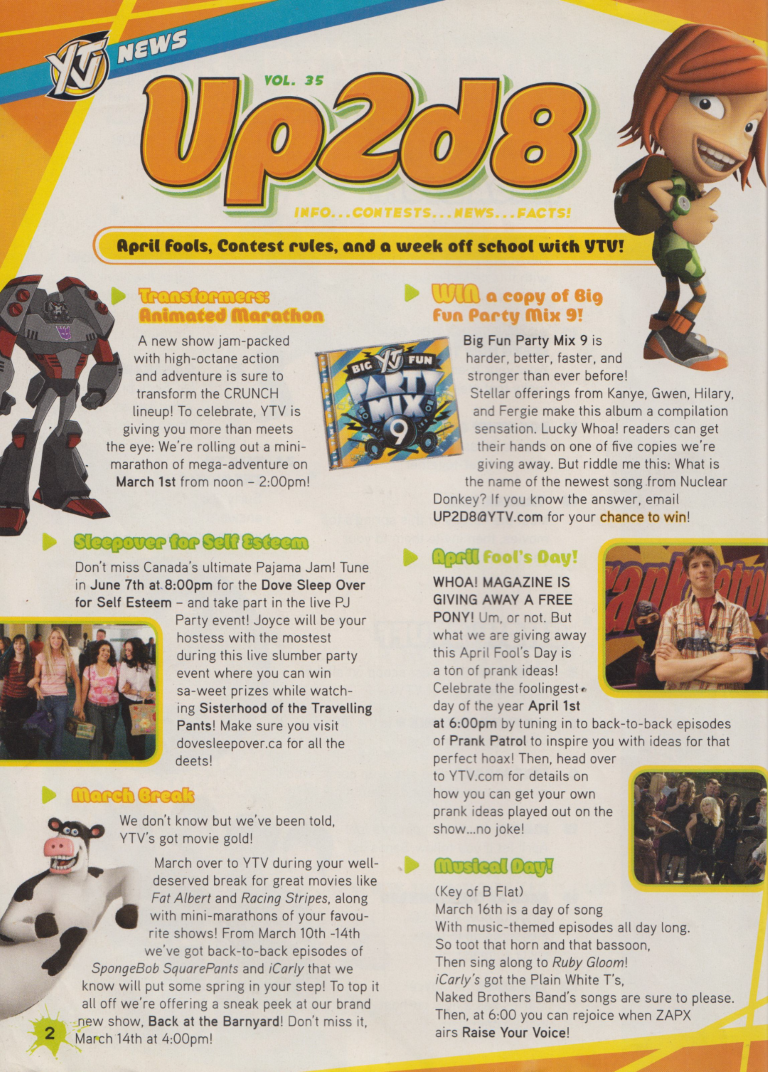 YTV NEWS
VOL. 35
Up2d8
INFO...CONTESTS...NEWS...FACTS!
April Fools, Contest rules, and a week off school with YTV!
Transformers:
Animated Marathon
A new show jam-packed
with high-octane action
and adventure is sure to
transform the CRUNCH
lineup! To celebrate, YTV is
giving you more than meets
the eye: We're rolling out a mini-
marathon of mega-adventure on
March 1st from noon – 2:00pm!
Sleepover for Self Esteem
Don't miss Canada's ultimate Pajama Jam! Tune
in June 7th at 8:00pm for the Dove Sleep Over
for Self Esteem – and take part in the live PJ
Party event! Joyce will be your
hostess with the mostest
during this live slumber party
event where you can win
sa-weet prizes while watch-
ing Sisterhood of the Travelling
Pants! Make sure you visit
dovesleepover.ca for all the
deets!
March Break
We don't know but we've been told,
YTV's got movie gold!
March over to YTV during your well-
deserved break for great movies like
Fat Albert and Racing Stripes, along
with mini-marathons of your favou-
rite shows! From March 10th -14th
we've got back-to-back episodes of
SpongeBob SquarePants and iCarly that we
know will put some spring in your step! To top it
all off we're offering a sneak peek at our brand
new show, Back at the Barnyard! Don't miss it,
March 14th at 4:00pm!
2
WIN a copy of Big
Fun Party Mix 9!
BIG YTV FUN
PARTY
MIX
9
Big Fun Party Mix 9 is
harder, better, faster, and
stronger than ever before!
Stellar offerings from Kanye, Gwen, Hilary,
and Fergie make this album a compilation
sensation. Lucky Whoa! readers can get
their hands on one of five copies we're
giving away. But riddle me this: What is
the name of the newest song from Nuclear
Donkey? If you know the answer, email
UP2D8@YTV.com for your chance to win!
April Fool's Day!
WHOA! MAGAZINE IS
GIVING AWAY A FREE
PONY! Um, or not. But
what we are giving away
this April Fool's Day is
a ton of prank ideas!
Celebrate the foolingest
day of the year April 1st
at 6:00pm by tuning in to back-to-back episodes
of Prank Patrol to inspire you with ideas for that
perfect hoax! Then, head over
to YTV.com for details on
how you can get your own
prank ideas played out on the
show...no joke!
Musical Day!
(Key of B Flat)
March 16th is a day of song
With music-themed episodes all day long.
So toot that horn and that bassoon,
Then sing along to Ruby Gloom!
iCarly's got the Plain White T's,
Naked Brothers Band's songs are sure to please.
Then, at 6:00 you can rejoice when ZAPX
airs Raise Your Voice!